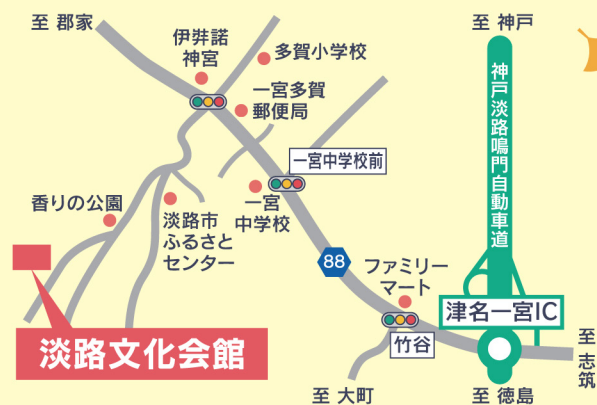 至 郡家
伊弉諾
神宮
多賀小学校
一宮多賀
郵便局
至 神戸
神戸淡路鳴門自動車道
一宮中学校前
香りの公園
淡路市
ふるさと
センター
一宮
中学校
88
ファミリー
マート
津名一宮IC
竹谷
淡路文化会館
至 大町
至 徳島
至 志筑